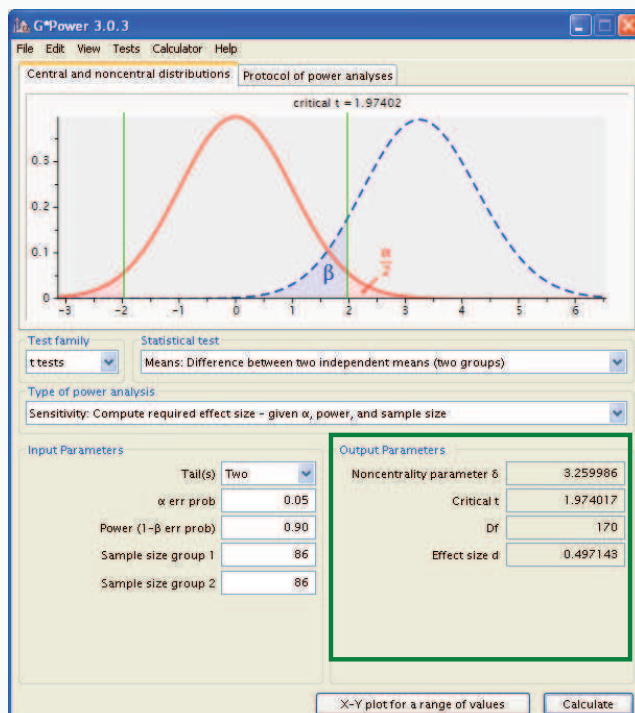 G*Power 3.0.3
File Edit View Tests Calculator Help
Central and noncentral distributions Protocol of power analyses
critical t = 1.97402
0.3
0.2
0.1
0
β
α/2
-3 -2 -1 0 1 2 3 4 5 6
Test family Statistical test
t tests Means: Difference between two independent means (two groups)
Type of power analysis
Sensitivity: Compute required effect size - given α, power, and sample size
Input Parameters Output Parameters
Tail(s) Two Noncentrality parameter δ 3.259986
α err prob 0.05 Critical t 1.974017
Power (1-β err prob) 0.90 Df 170
Sample size group 1 86 Effect size d 0.497143
Sample size group 2 86
X-Y plot for a range of values Calculate